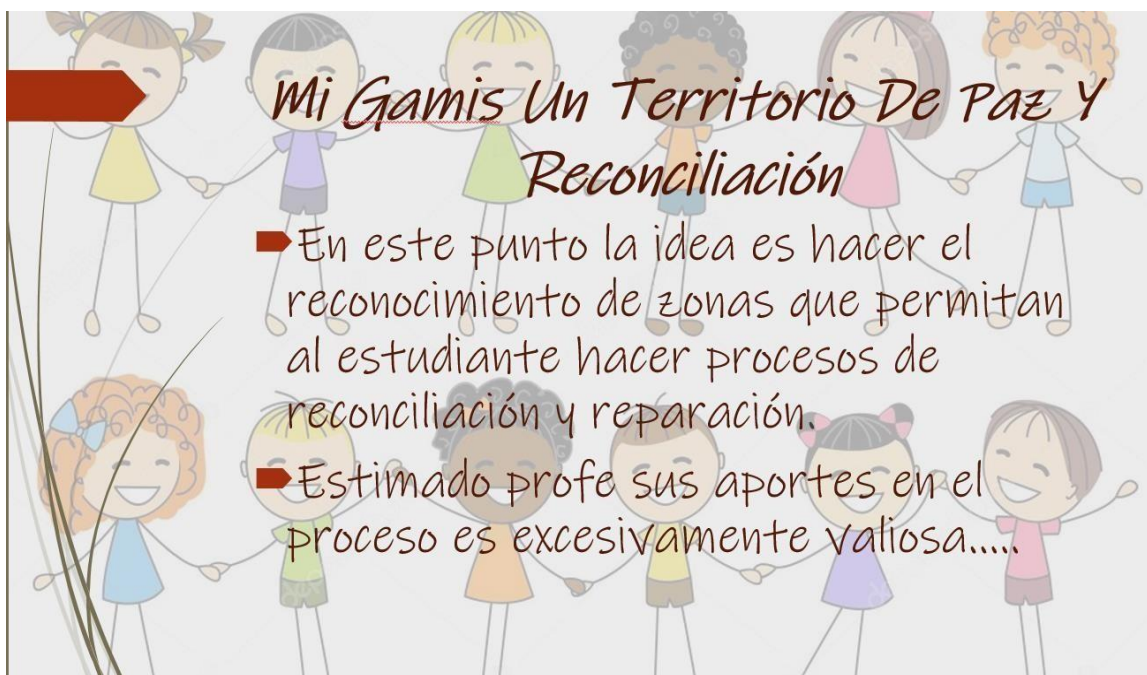 Mi Gamis Un Territorio De Paz Y
Reconciliación
En este punto la idea es hacer el
reconocimiento de zonas que permitan
al estudiante hacer procesos de
reconciliación y reparación.
Estimado profe sus aportes en el
proceso es excesivamente valiosa.....